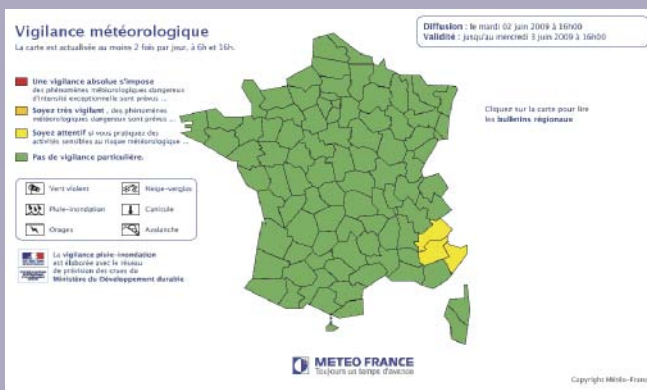 Vigilance météorologique
La carte est actualisée au moins 2 fois par jour, à 6h et 16h.
Diffusion : le mardi 02 juin 2009 à 16h00
Validité : jusqu'au mercredi 3 juin 2009 à 16h00
Une vigilance absolue s'impose
des phénomènes météorologiques dangereux
d'intensité exceptionnelle sont prévus ...
Soyez très vigilant, des phénomènes
météorologiques dangereux sont prévus ...
Soyez attentif si vous pratiquez des
activités sensibles au risque météorologique ...
Pas de vigilance particulière.
Cliquez sur la carte pour lire
les bulletins régionaux
Vent violent
Neige-verglas
Pluie-inondation
Canicule
Orages
Avalanche
La vigilance pluie-inondation
est élaborée avec le réseau
de prévision des crues du
Ministère du Développement durable
METEO FRANCE
Toujours un temps d'avance
Copyright Météo-France